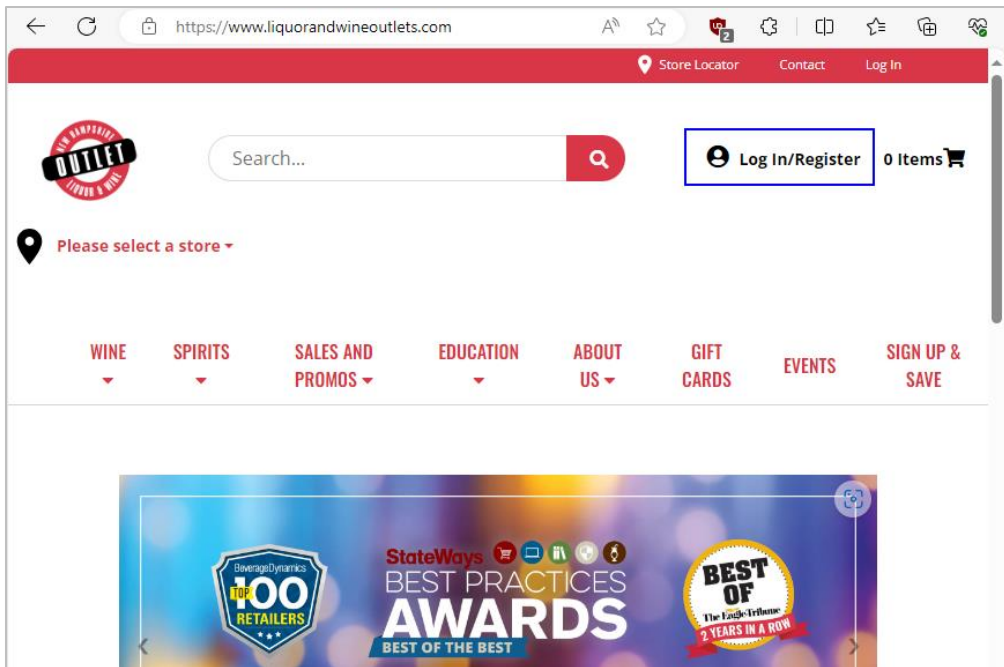 https://www.liquorandwineoutlets.com
2
Store Locator Contact Log In
NEW HAMPSHIRE
OUTLET
LIQUOR & WINE
Search...
Log In/Register
0 Items
Please select a store
WINE SPIRITS SALES AND PROMOS EDUCATION ABOUT US GIFT CARDS EVENTS SIGN UP & SAVE
BeverageDynamics
TOP
100
RETAILERS
StateWays
BEST PRACTICES
AWARDS
BEST OF THE BEST
BEST
OF
The Eagle-Tribune
2 YEARS IN A ROW